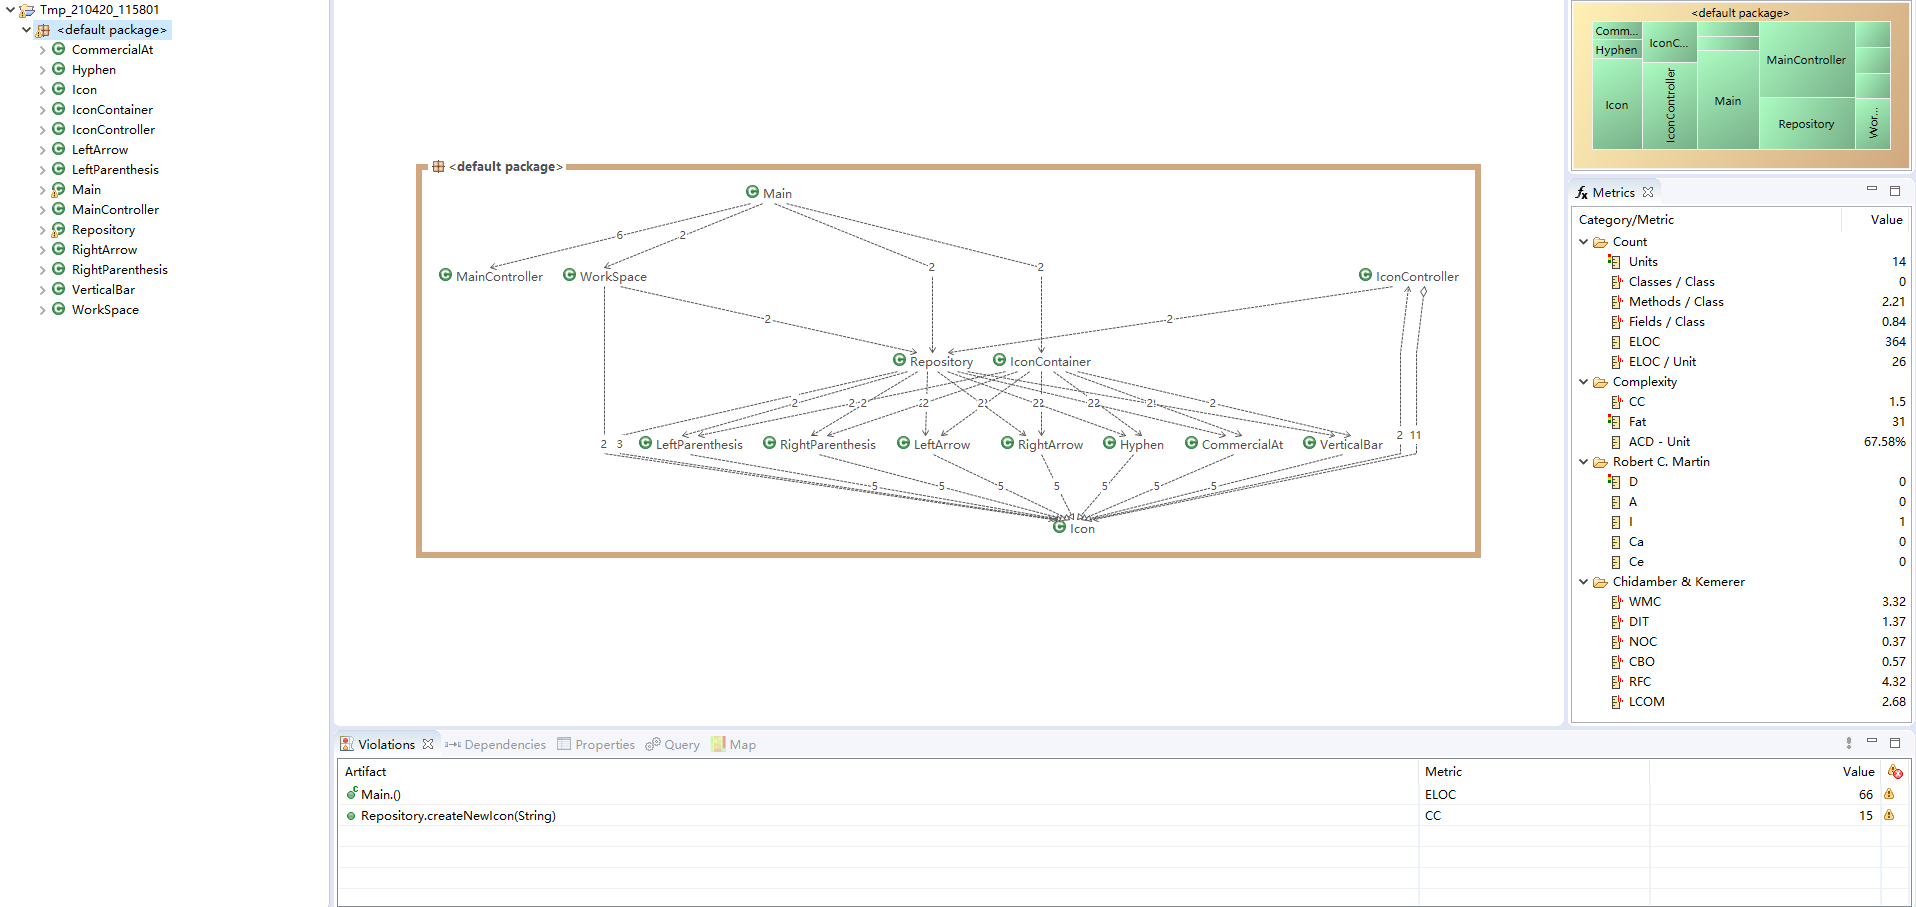 Tmp_210420_115801
<default package>
CommercialAt
Hyphen
Icon
IconContainer
IconController
LeftArrow
LeftParenthesis
Main
MainController
Repository
RightArrow
RightParenthesis
VerticalBar
WorkSpace
<default package>
Main
6 2 2 2
MainController WorkSpace IconController
2 2
Repository IconContainer
2 2 2 2 2 2 2 2 2 2 2 2 2 2
2 3 LeftParenthesis RightParenthesis LeftArrow RightArrow Hyphen CommercialAt VerticalBar 2 11
5 5 5 5 5 5 5
Icon
<default package>
Comm...
Hyphen
Icon
IconC...
IconController
Main
MainController
Repository
Wor...
Metrics
Category/Metric Value
Count
Units 14
Classes / Class 0
Methods / Class 2.21
Fields / Class 0.84
ELOC 364
ELOC / Unit 26
Complexity
CC 1.5
Fat 31
ACD - Unit 67.58%
Robert C. Martin
D 0
A 0
I 1
Ca 0
Ce 0
Chidamber & Kemerer
WMC 3.32
DIT 1.37
NOC 0.37
CBO 0.57
RFC 4.32
LCOM 2.68
Violations Dependencies Properties Query Map
Artifact Metric Value
Main.() ELOC 66
Repository.createNewIcon(String) CC 15